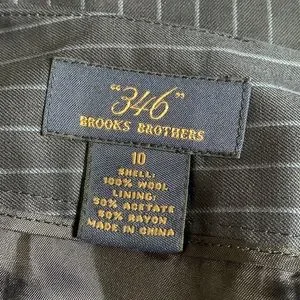 "346"
BROOKS BROTHERS
10
SHELL:
100% WOOL
LINING:
50% ACETATE
50% RAYON
MADE IN CHINA